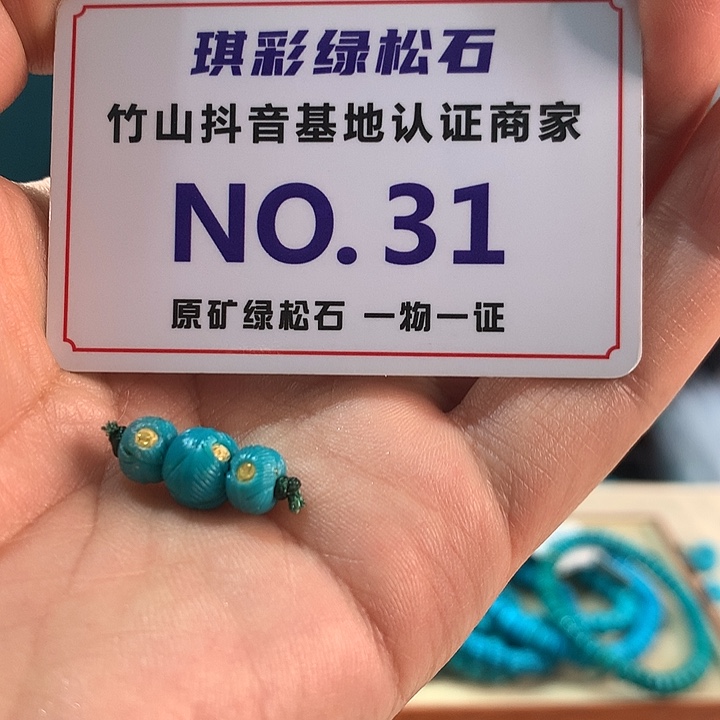 琪彩绿松石
竹山抖音基地认证商家
NO.31
原矿绿松石 一物一证